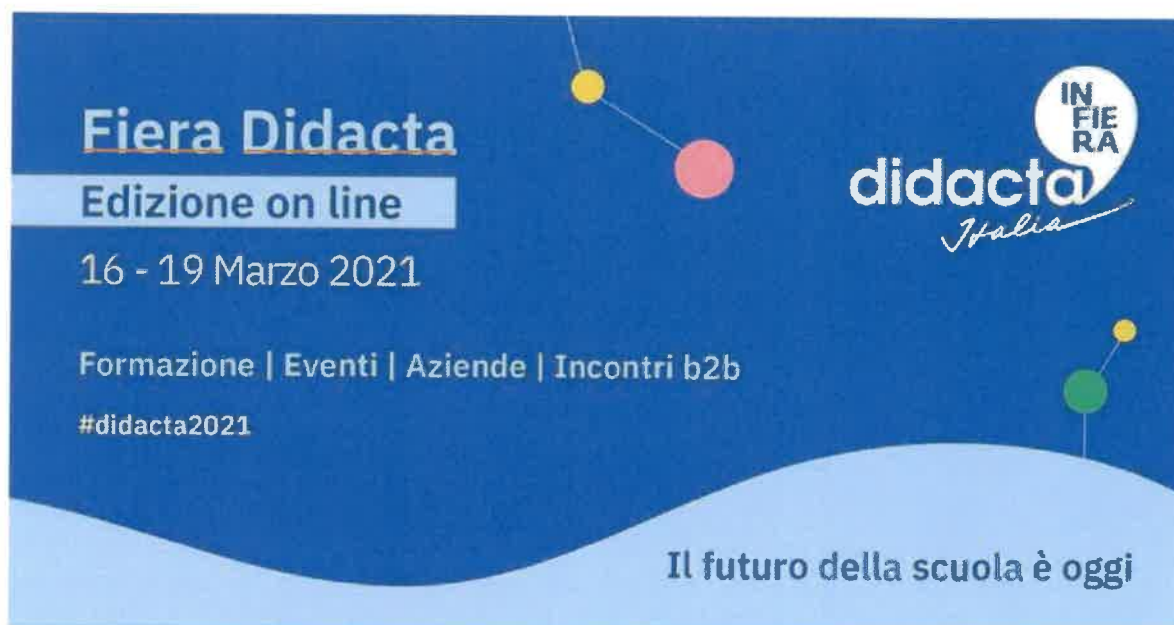 Fiera Didacta
Edizione on line
16 - 19 Marzo 2021
Formazione | Eventi | Aziende | Incontri b2b
#didacta2021
IN
FIE
RA
didacta
Italia
Il futuro della scuola è oggi